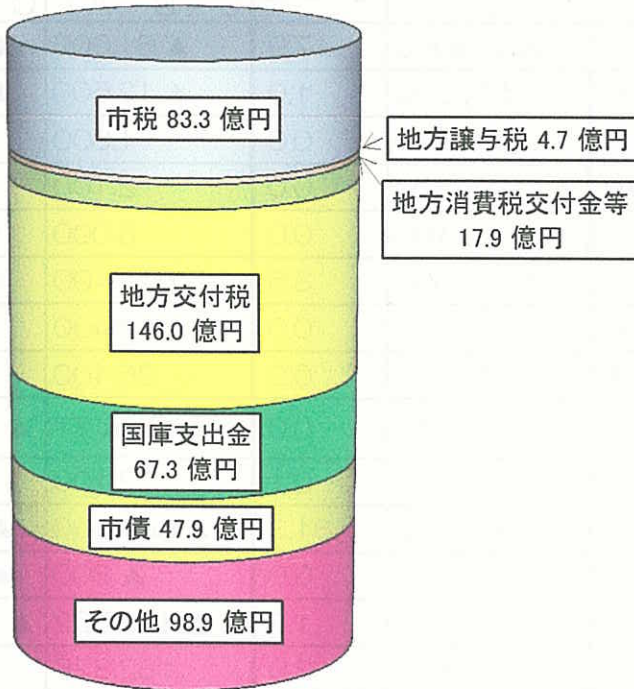 市税 83.3 億円
地方譲与税 4.7 億円
地方消費税交付金等
17.9 億円
地方交付税
146.0 億円
国庫支出金
67.3 億円
市債 47.9 億円
その他 98.9 億円